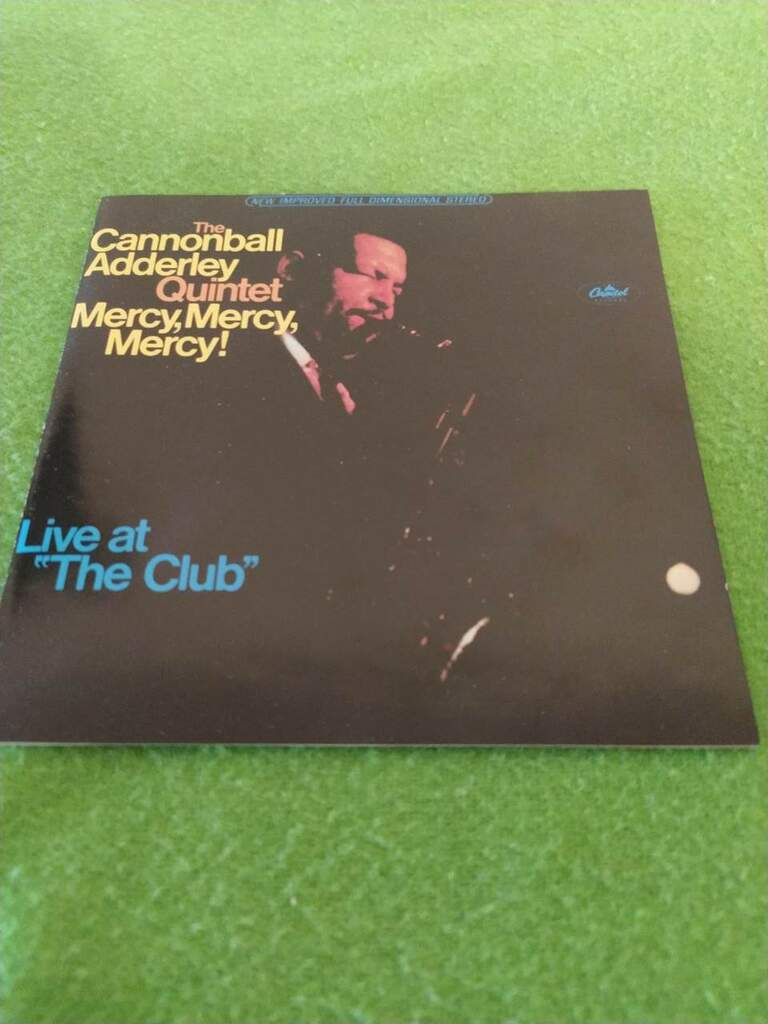 NEW IMPROVED FULL DIMENSIONAL STEREO
The
Cannonball
Adderley
Quintet
Mercy, Mercy,
Mercy!
Capitol
Live at
“The Club”